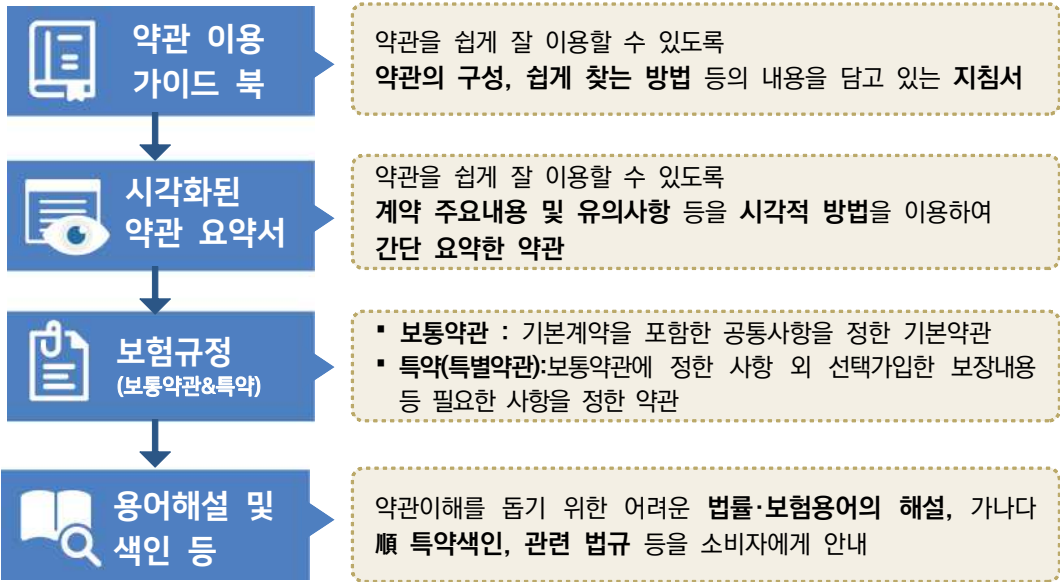 약관 이용
가이드 북
약관을 쉽게 잘 이용할 수 있도록
약관의 구성, 쉽게 찾는 방법 등의 내용을 담고 있는 지침서
시각화된
약관 요약서
약관을 쉽게 잘 이용할 수 있도록
계약 주요내용 및 유의사항 등을 시각적 방법을 이용하여
간단 요약한 약관
보험규정
(보통약관&특약)
▪ 보통약관 : 기본계약을 포함한 공통사항을 정한 기본약관
▪ 특약(특별약관):보통약관에 정한 사항 외 선택가입한 보장내용
등 필요한 사항을 정한 약관
용어해설 및
색인 등
약관이해를 돕기 위한 어려운 법률·보험용어의 해설, 가나다
順 특약색인, 관련 법규 등을 소비자에게 안내